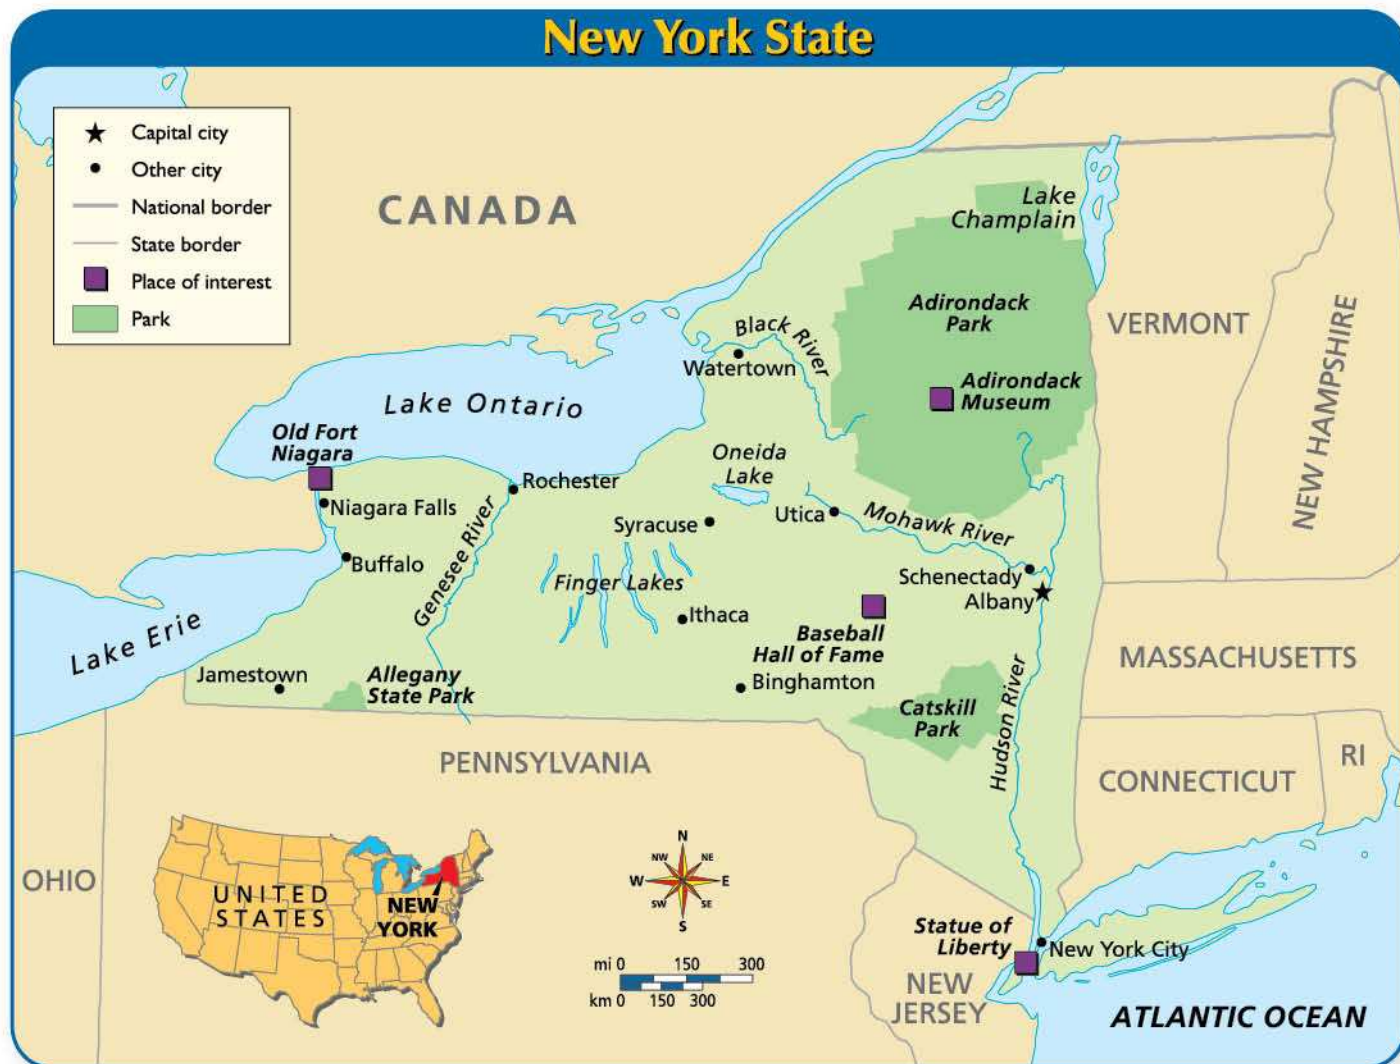 New York State
Capital city
Other city
National border
State border
Place of interest
Park
CANADA
Lake
Champlain
Adirondack
Park
VERMONT
NEW HAMPSHIRE
Black River
Watertown
Adirondack
Museum
Lake Ontario
Old Fort
Niagara
Oneida
Lake
Rochester
Niagara Falls
Genesee River
Syracuse
Utica
Mohawk River
Buffalo
Finger Lakes
Schenectady
Albany
Ithaca
Lake Erie
Baseball
Hall of Fame
MASSACHUSETTS
Jamestown
Allegany
State Park
Binghamton
Catskill
Park
Hudson River
PENNSYLVANIA
CONNECTICUT
RI
OHIO
UNITED
STATES
NEW
YORK
N
NW NE
W E
SW SE
S
mi 0 150 300
km 0 150 300
Statue of
Liberty
New York City
NEW
JERSEY
ATLANTIC OCEAN